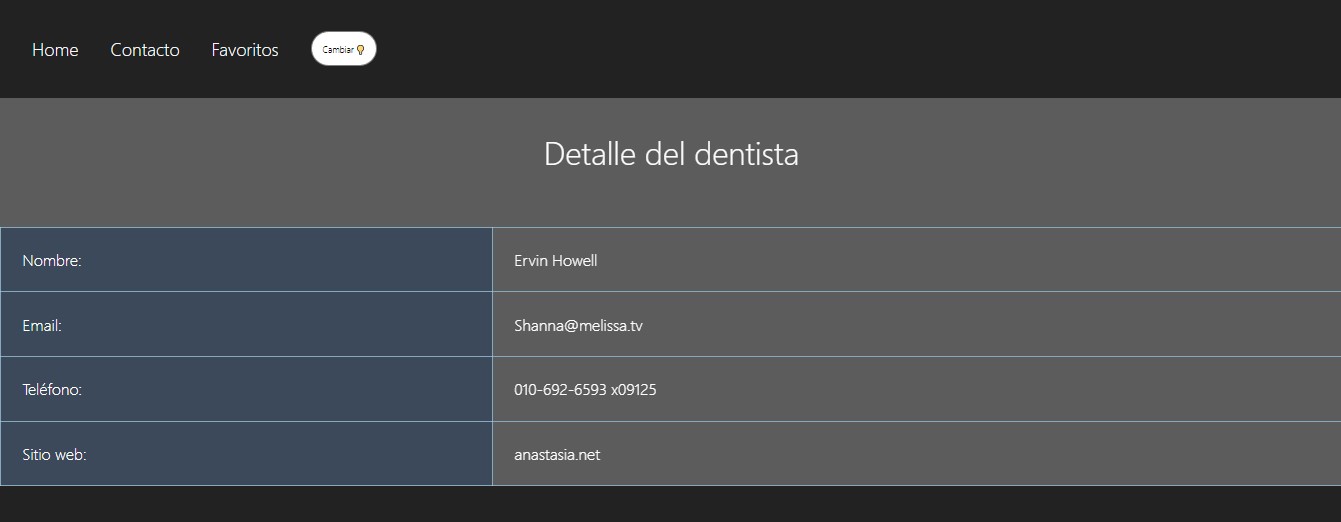 Home Contacto Favoritos Cambiar 💡
Detalle del dentista
Nombre: Ervin Howell
Email: Shanna@melissa.tv
Teléfono: 010-692-6593 x09125
Sitio web: anastasia.net